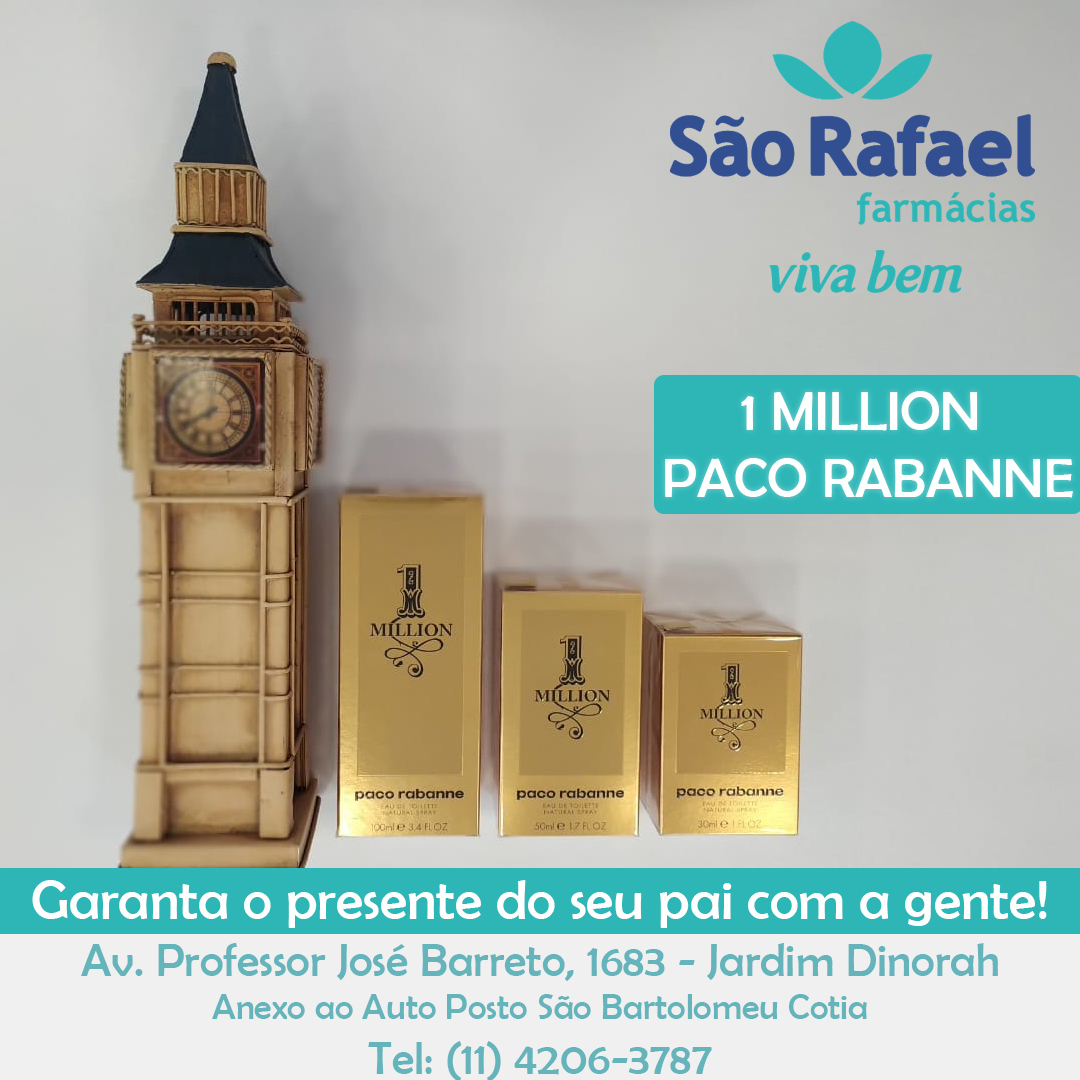 São Rafael
farmácias
viva bem
1 MILLION
PACO RABANNE
1
MILLION
paco rabanne
EAU DE TOILETTE
NATURAL SPRAY
100ml e 3.4 FL OZ
1
MILLION
paco rabanne
EAU DE TOILETTE
NATURAL SPRAY
50ml e 1.7 FL OZ
1
MILLION
paco rabanne
EAU DE TOILETTE
NATURAL SPRAY
30ml e 1 FL OZ
Garanta o presente do seu pai com a gente!
Av. Professor José Barreto, 1683 - Jardim Dinorah
Anexo ao Auto Posto São Bartolomeu Cotia
Tel: (11) 4206-3787